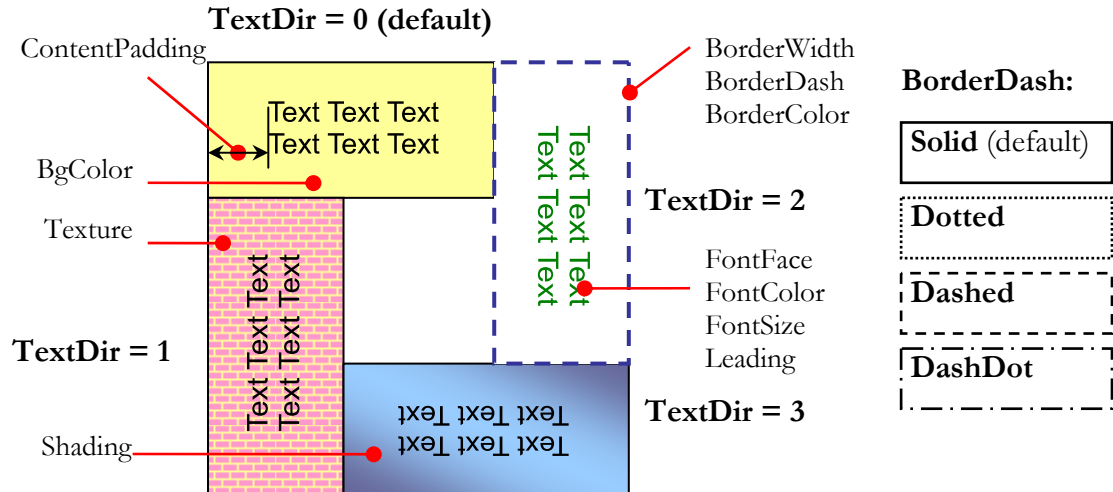 TextDir = 0 (default)
ContentPadding
Text Text Text
Text Text Text
BgColor
Texture
TextDir = 1
Text Text Text
Text Text Text
Shading
Text Text Text
Text Text Text
Text Text Text
Text Text Text
BorderWidth
BorderDash
BorderColor
TextDir = 2
FontFace
FontColor
FontSize
Leading
TextDir = 3
BorderDash:
Solid (default)
Dotted
Dashed
DashDot